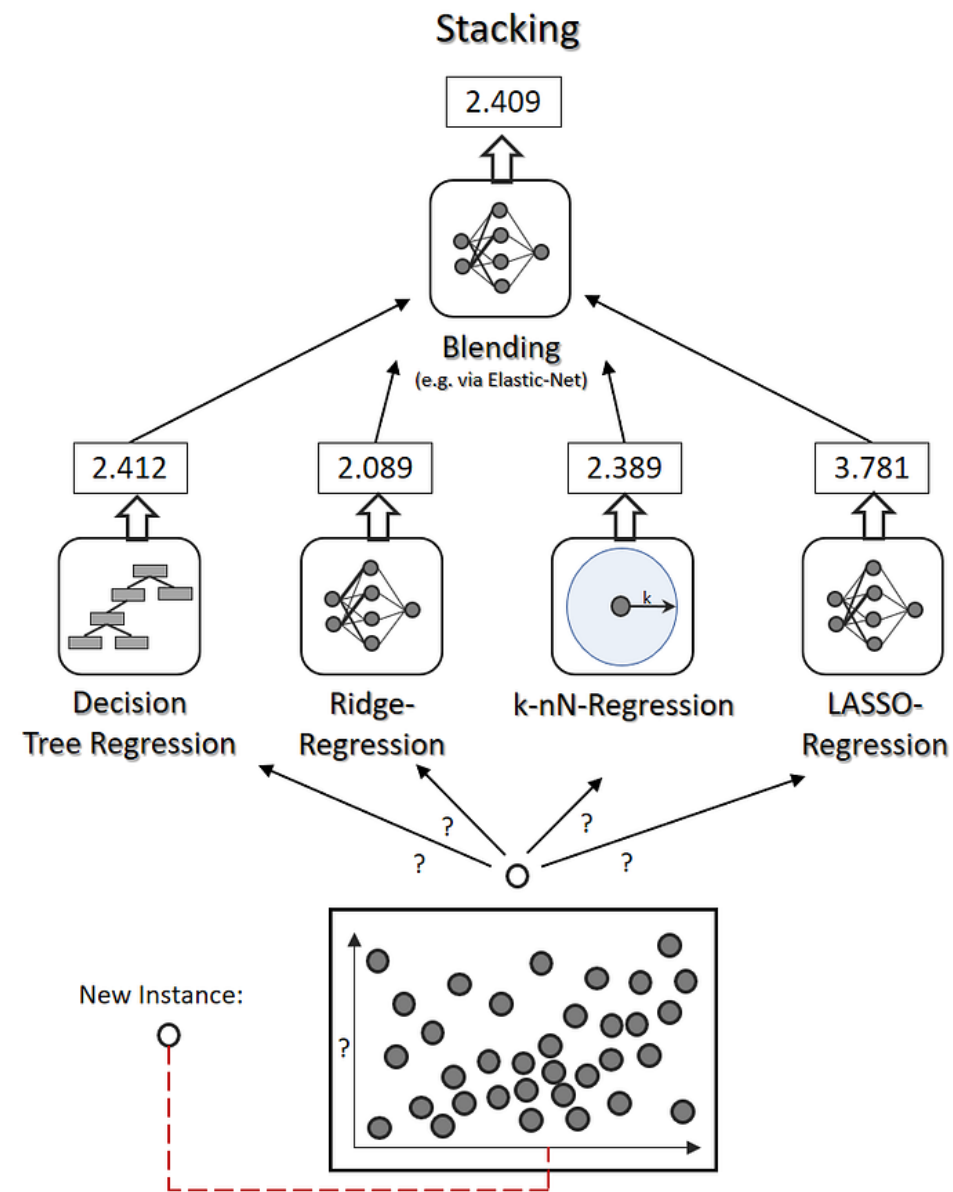 Stacking
2.409
Blending
(e.g. via Elastic-Net)
2.412
2.089
2.389
3.781
k
Decision
Tree Regression
Ridge-
Regression
k-nN-Regression
LASSO-
Regression
?
?
?
?
New Instance:
?